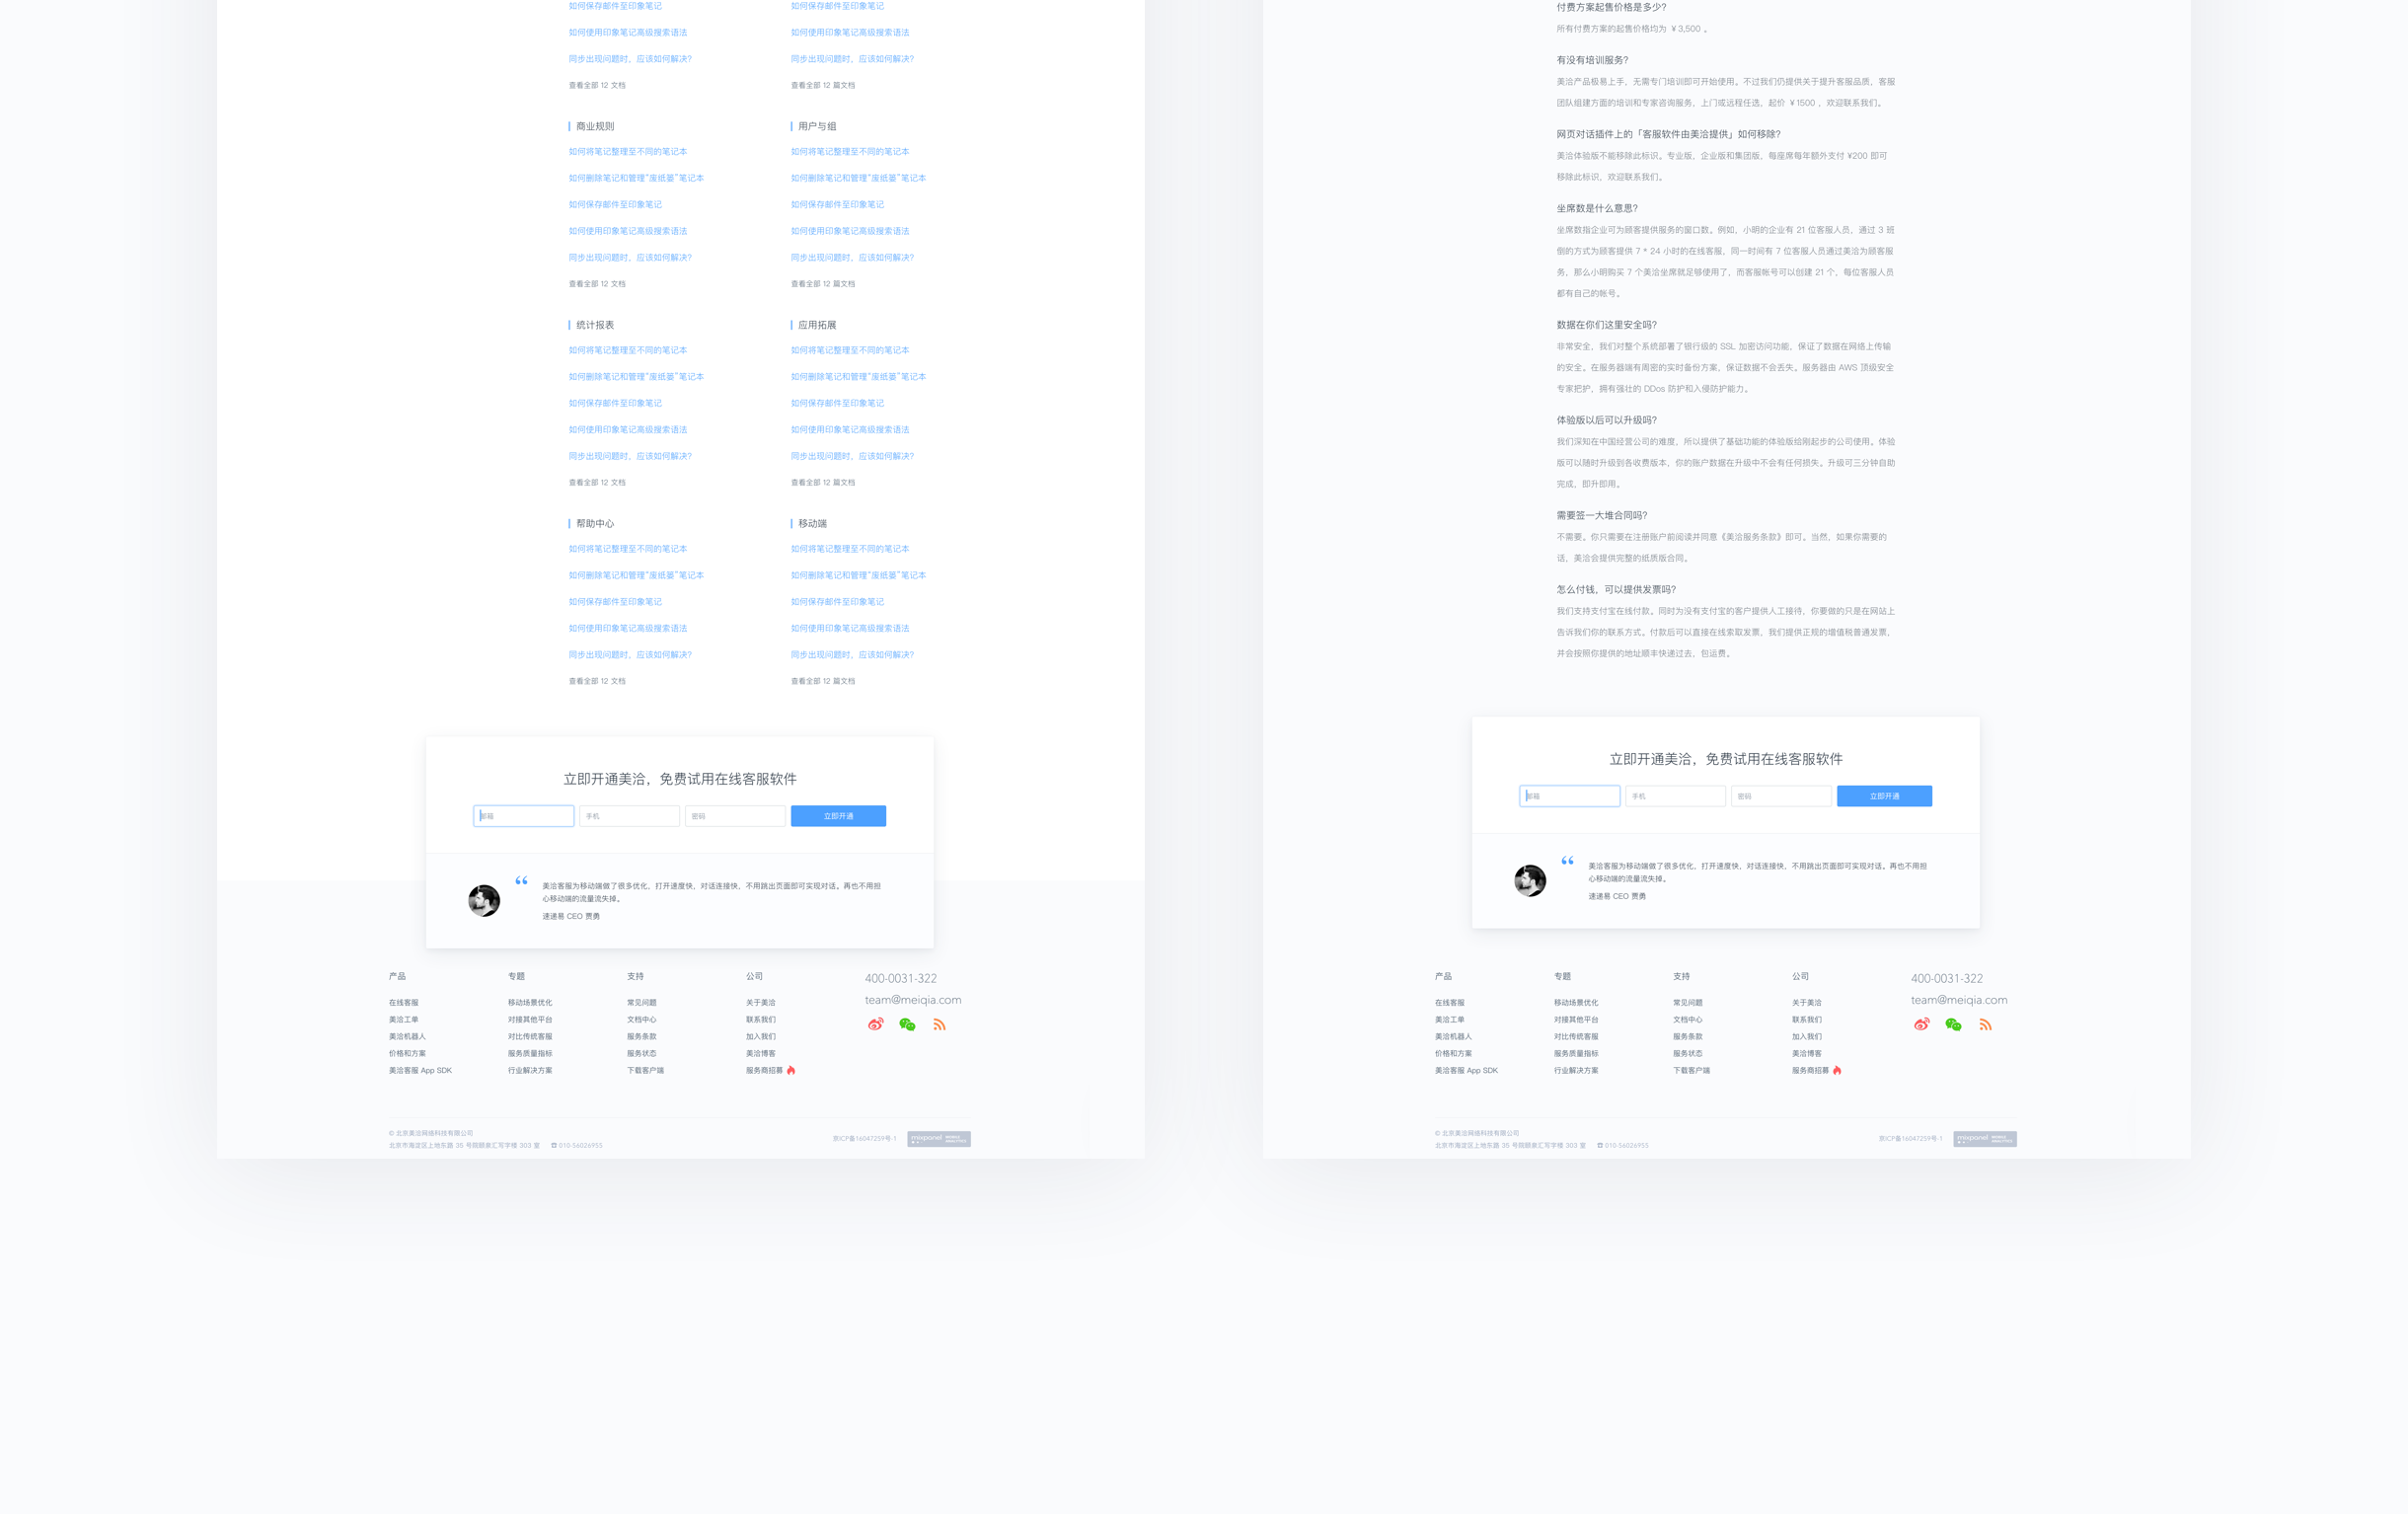 如何保存邮件至印象笔记
如何使用印象笔记高级搜索语法
同步出现问题时，应该如何解决？
查看全部 12 文档
如何保存邮件至印象笔记
如何使用印象笔记高级搜索语法
同步出现问题时，应该如何解决？
查看全部 12 篇文档
商业规则
如何将笔记整理至不同的笔记本
如何删除笔记和管理“废纸篓”笔记本
如何保存邮件至印象笔记
如何使用印象笔记高级搜索语法
同步出现问题时，应该如何解决？
查看全部 12 文档
用户与组
如何将笔记整理至不同的笔记本
如何删除笔记和管理“废纸篓”笔记本
如何保存邮件至印象笔记
如何使用印象笔记高级搜索语法
同步出现问题时，应该如何解决？
查看全部 12 篇文档
统计报表
如何将笔记整理至不同的笔记本
如何删除笔记和管理“废纸篓”笔记本
如何保存邮件至印象笔记
如何使用印象笔记高级搜索语法
同步出现问题时，应该如何解决？
查看全部 12 文档
应用拓展
如何将笔记整理至不同的笔记本
如何删除笔记和管理“废纸篓”笔记本
如何保存邮件至印象笔记
如何使用印象笔记高级搜索语法
同步出现问题时，应该如何解决？
查看全部 12 篇文档
帮助中心
如何将笔记整理至不同的笔记本
如何删除笔记和管理“废纸篓”笔记本
如何保存邮件至印象笔记
如何使用印象笔记高级搜索语法
同步出现问题时，应该如何解决？
查看全部 12 文档
移动端
如何将笔记整理至不同的笔记本
如何删除笔记和管理“废纸篓”笔记本
如何保存邮件至印象笔记
如何使用印象笔记高级搜索语法
同步出现问题时，应该如何解决？
查看全部 12 篇文档
立即开通美洽，免费试用在线客服软件
邮箱
手机
密码
立即开通
“
美洽客服为移动端做了很多优化，打开速度快，对话连接快，不用跳出页面即可实现对话。再也不用担
心移动端的流量流失掉。
速递易 CEO 贾勇
产品
在线客服
美洽工单
美洽机器人
价格和方案
美洽客服 App SDK
专题
移动场景优化
对接其他平台
对比传统客服
服务质量指标
行业解决方案
支持
常见问题
文档中心
服务条款
服务状态
下载客户端
公司
关于美洽
联系我们
加入我们
美洽博客
服务商招募
400-0031-322
team@meiqia.com
© 北京美洽网络科技有限公司
北京市海淀区上地东路 35 号院颐泉汇写字楼 303 室 ☎ 010-56026955
京ICP备16047259号-1
mixpanel MOBILE ANALYTICS
付费方案起售价格是多少？
所有付费方案的起售价格均为 ￥3,500 。
有没有培训服务？
美洽产品极易上手，无需专门培训即可开始使用。不过我们仍提供关于提升客服品质，客服
团队组建方面的培训和专家咨询服务，上门或远程任选，起价 ￥1500 ，欢迎联系我们。
网页对话插件上的「客服软件由美洽提供」如何移除？
美洽体验版不能移除此标识。专业版，企业版和集团版，每座席每年额外支付 ¥200 即可
移除此标识，欢迎联系我们。
坐席数是什么意思？
坐席数指企业可为顾客提供服务的窗口数。例如，小明的企业有 21 位客服人员，通过 3 班
倒的方式为顾客提供 7 * 24 小时的在线客服，同一时间有 7 位客服人员通过美洽为顾客服
务，那么小明购买 7 个美洽坐席就足够使用了，而客服帐号可以创建 21 个，每位客服人员
都有自己的帐号。
数据在你们这里安全吗？
非常安全，我们对整个系统部署了银行级的 SSL 加密访问功能，保证了数据在网络上传输
的安全。在服务器端有周密的实时备份方案，保证数据不会丢失。服务器由 AWS 顶级安全
专家把护，拥有强壮的 DDos 防护和入侵防护能力。
体验版以后可以升级吗？
我们深知在中国经营公司的难度，所以提供了基础功能的体验版给刚起步的公司使用。体验
版可以随时升级到各收费版本，你的账户数据在升级中不会有任何损失。升级可三分钟自助
完成，即升即用。
需要签一大堆合同吗？
不需要。你只需要在注册账户前阅读并同意《美洽服务条款》即可。当然，如果你需要的
话，美洽会提供完整的纸质版合同。
怎么付钱，可以提供发票吗？
我们支持支付宝在线付款。同时为没有支付宝的客户提供人工接待，你要做的只是在网站上
告诉我们你的联系方式。付款后可以直接在线索取发票，我们提供正规的增值税普通发票，
并会按照你提供的地址顺丰快递过去，包运费。
立即开通美洽，免费试用在线客服软件
邮箱
手机
密码
立即开通
“
美洽客服为移动端做了很多优化，打开速度快，对话连接快，不用跳出页面即可实现对话。再也不用担
心移动端的流量流失掉。
速递易 CEO 贾勇
产品
在线客服
美洽工单
美洽机器人
价格和方案
美洽客服 App SDK
专题
移动场景优化
对接其他平台
对比传统客服
服务质量指标
行业解决方案
支持
常见问题
文档中心
服务条款
服务状态
下载客户端
公司
关于美洽
联系我们
加入我们
美洽博客
服务商招募
400-0031-322
team@meiqia.com
© 北京美洽网络科技有限公司
北京市海淀区上地东路 35 号院颐泉汇写字楼 303 室 ☎ 010-56026955
京ICP备16047259号-1
mixpanel MOBILE ANALYTICS